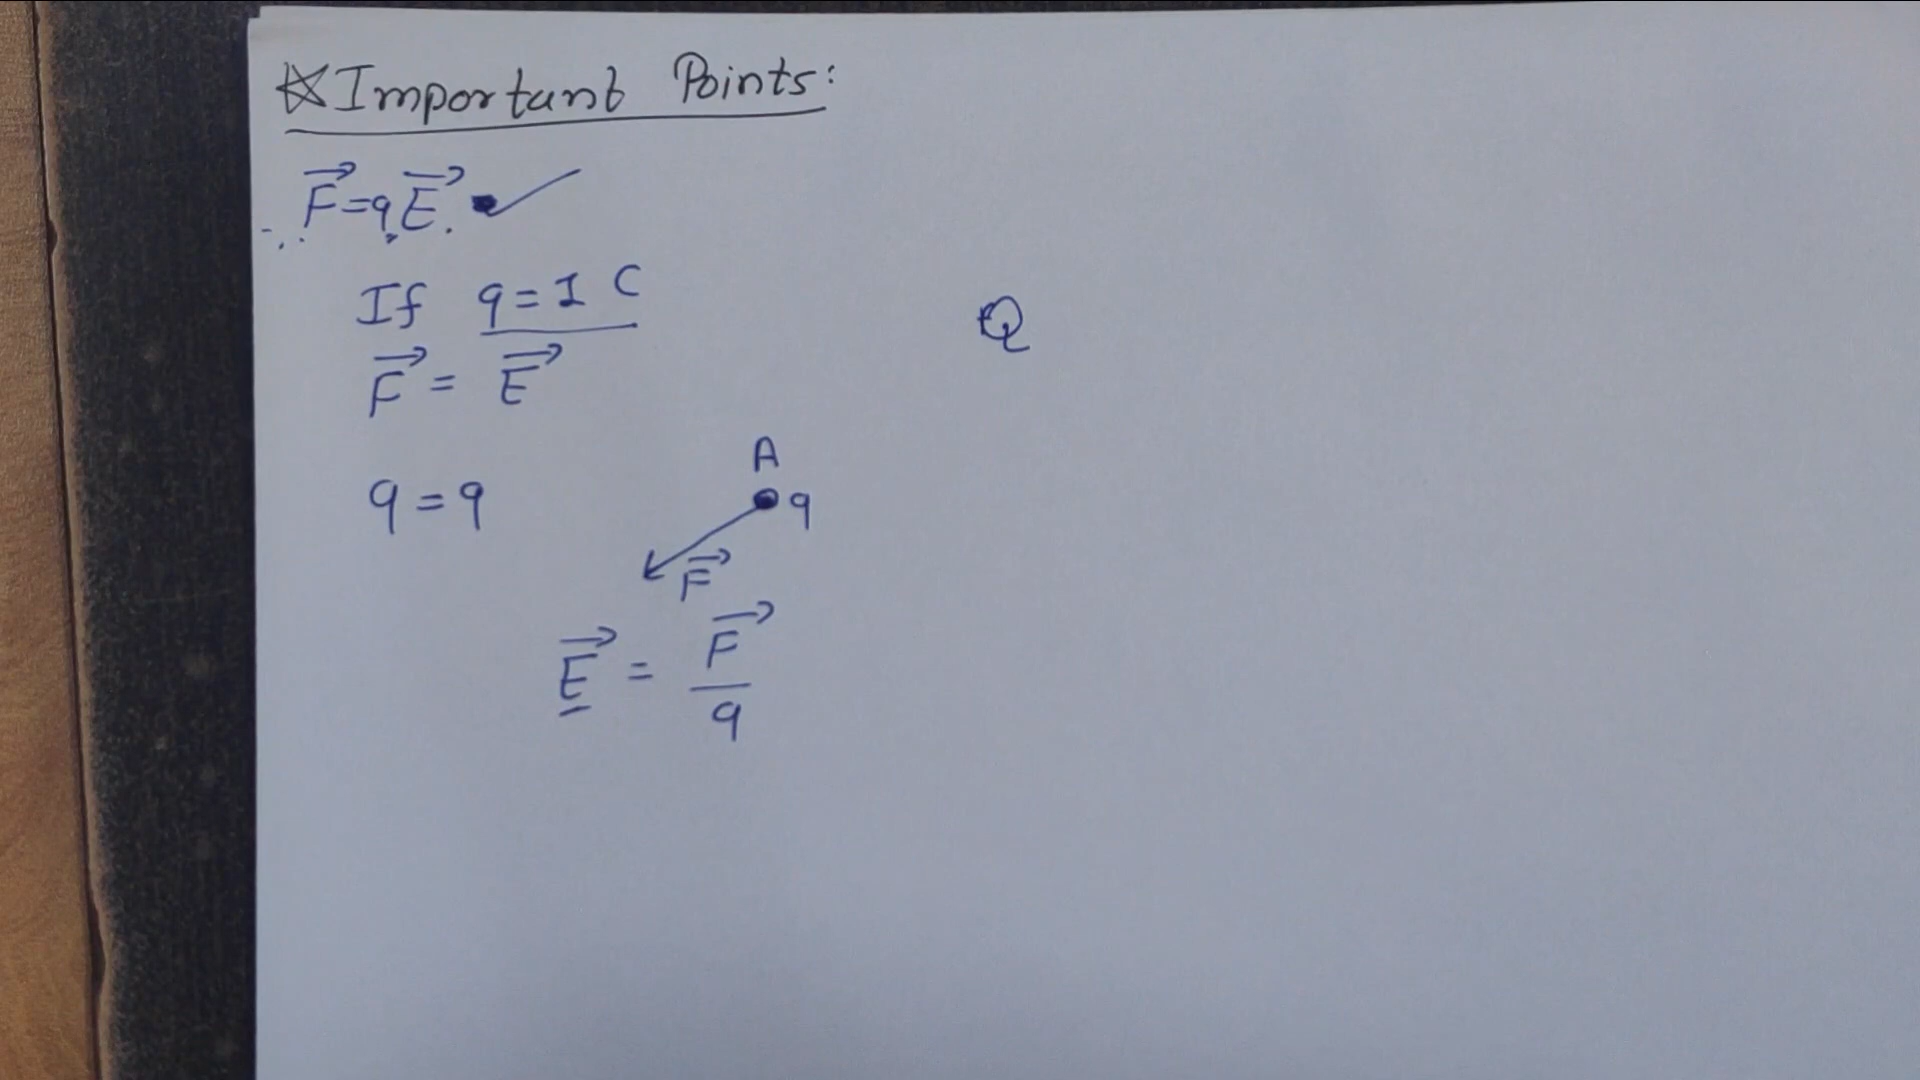 Important Points:
F⃗=qE⃗
If q=1 C
Q
F⃗ = E⃗
A
q=q
q
F⃗
E⃗ = F⃗/q